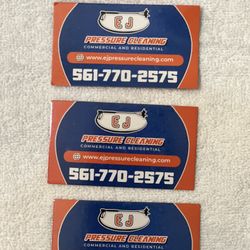 EJ
PRESSURE CLEANING
COMMERCIAL AND RESIDENTIAL
www.ejpressurecleaning.com
561-770-2575
EJ
PRESSURE CLEANING
COMMERCIAL AND RESIDENTIAL
www.ejpressurecleaning.com
561-770-2575
EJ
PRESSURE CLEANING
COMMERCIAL AND RESIDENTIAL